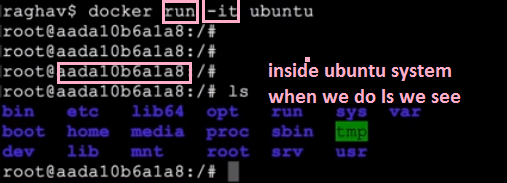 raghav$ docker run -it ubuntu
root@aada10b6a1a8:/#
root@aada10b6a1a8:/#
root@aada10b6a1a8:/#
inside ubuntu system
root@aada10b6a1a8:/# ls
when we do ls we see
bin etc lib64 opt run sys var
boot home media proc sbin tmp
dev lib mnt root srv usr
root@aada10b6a1a8:/#